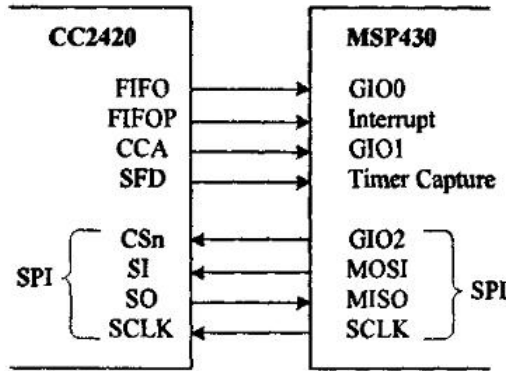 CC2420 MSP430
FIFO GIO0
FIFOP Interrupt
CCA GIO1
SFD Timer Capture
CSn GIO2
SI MOSI
SPI SO MISO SPI
SCLK SCLK